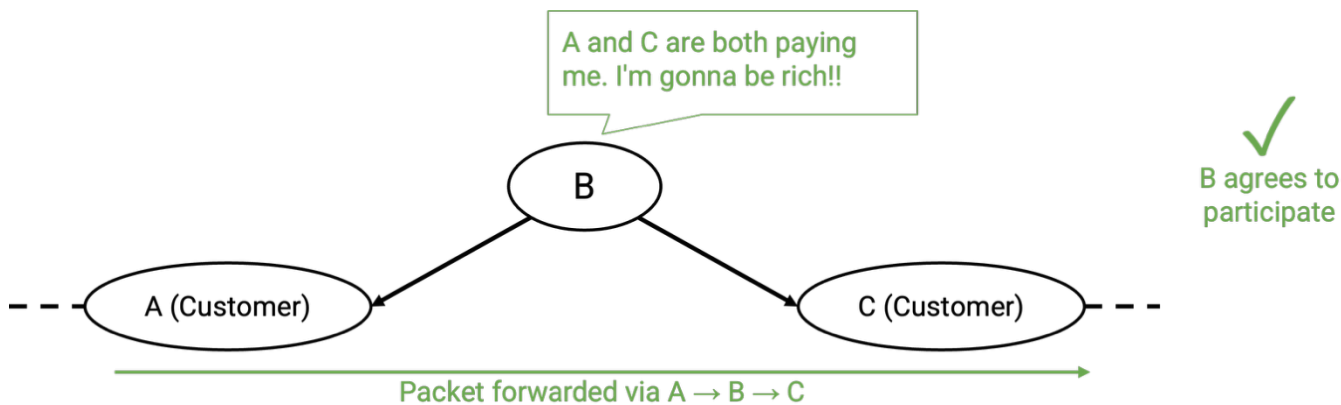 A and C are both paying
me. I'm gonna be rich!!
B
B agrees to
participate
A (Customer)
C (Customer)
Packet forwarded via A → B → C